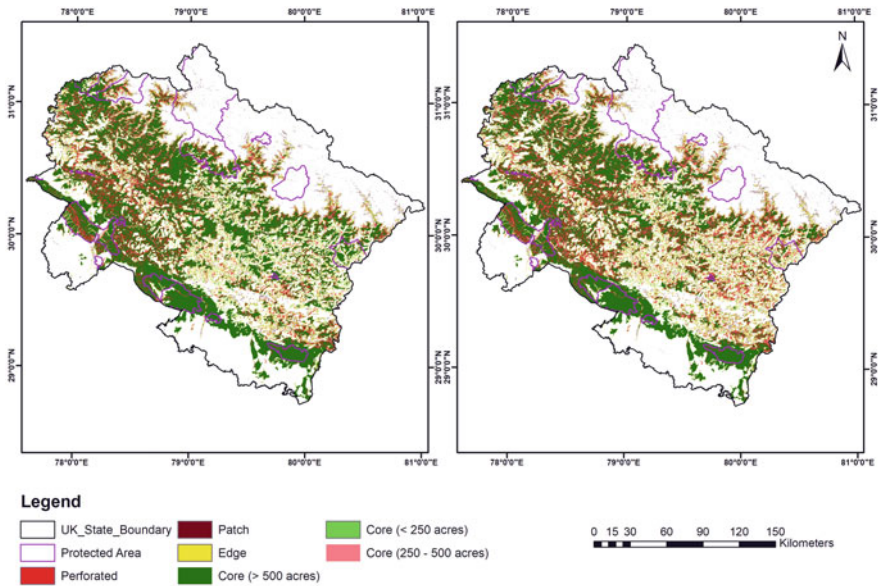 78°0'0"E 79°0'0"E 80°0'0"E 81°0'0"E 78°0'0"E 79°0'0"E 80°0'0"E 81°0'0"E
N
31°0'0"N 31°0'0"N 31°0'0"N 31°0'0"N
30°0'0"N 30°0'0"N 30°0'0"N 30°0'0"N
29°0'0"N 29°0'0"N 29°0'0"N 29°0'0"N
78°0'0"E 79°0'0"E 80°0'0"E 81°0'0"E 78°0'0"E 79°0'0"E 80°0'0"E 81°0'0"E
Legend
UK_State_Boundary Patch Core (< 250 acres)
Protected Area Edge Core (250 - 500 acres)
Perforated Core (> 500 acres)
0 15 30 60 90 120 150
Kilometers